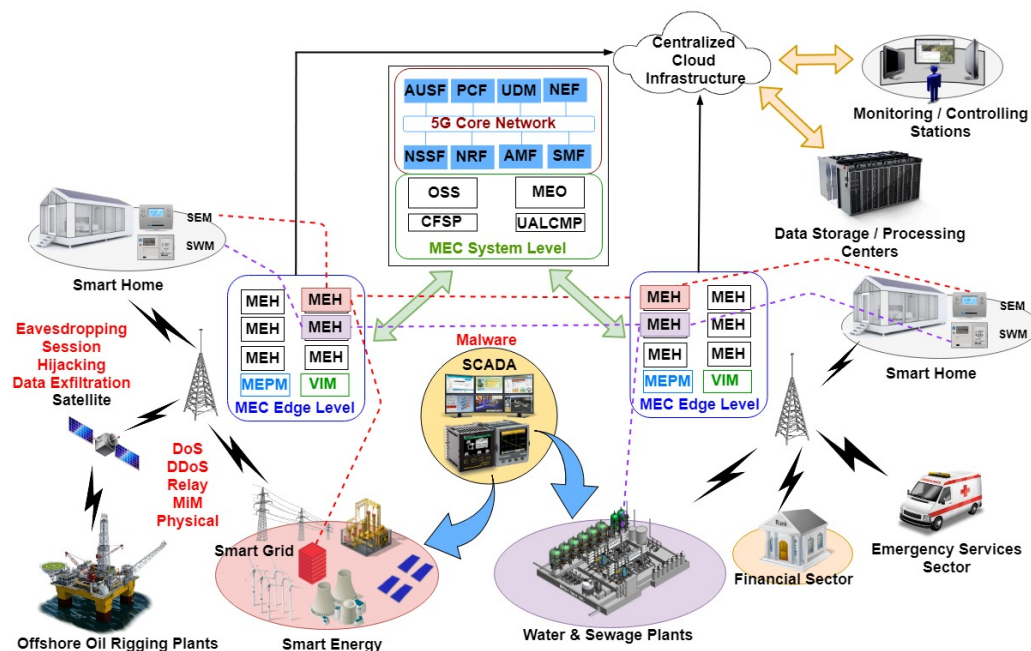 Centralized
Cloud
Infrastructure
Monitoring / Controlling
Stations
AUSF PCF UDM NEF
5G Core Network
NSSF NRF AMF SMF
OSS MEO
CFSP UALCMP
MEC System Level
Data Storage / Processing
Centers
SEM
SWM
Smart Home
MEH MEH
MEH MEH
MEH MEH
MEPM VIM
MEC Edge Level
MEH MEH
MEH MEH
MEH MEH
MEPM VIM
MEC Edge Level
SEM
SWM
Smart Home
Eavesdropping
Session
Hijacking
Data Exfiltration
Satellite
Malware
SCADA
DoS
DDoS
Relay
MiM
Physical
Smart Grid
Bank
Offshore Oil Rigging Plants
Smart Energy
Water & Sewage Plants
Financial Sector
Emergency Services
Sector